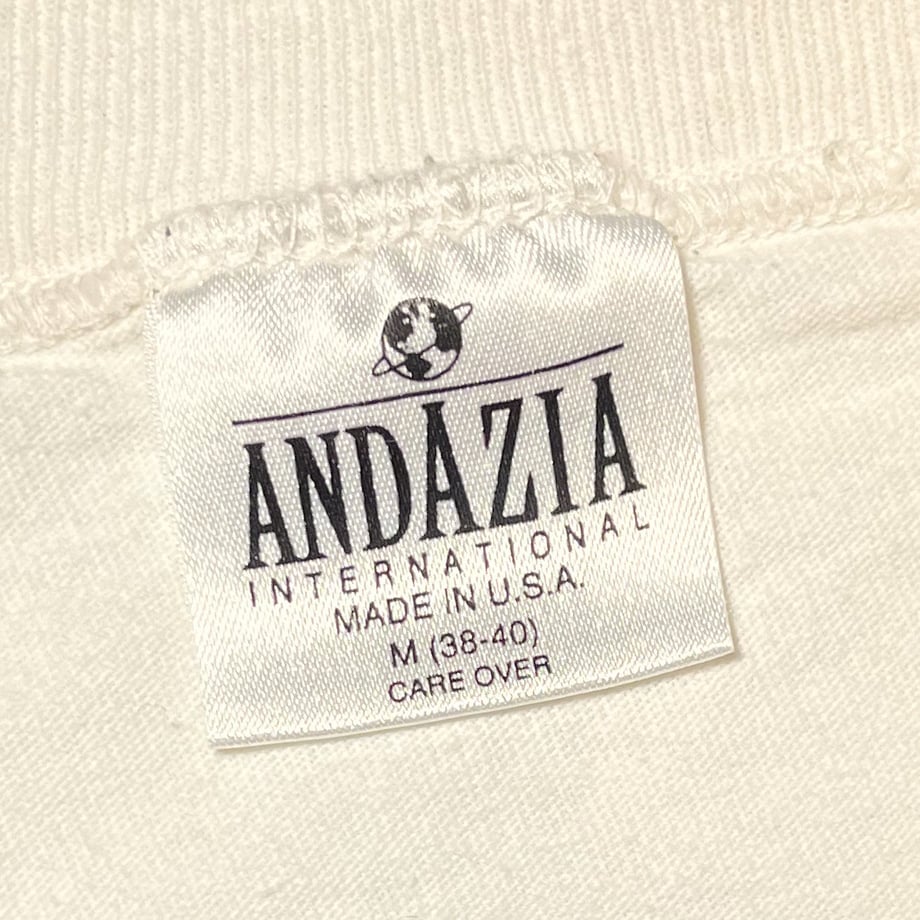 ANDAZIA
INTERNATIONAL
MADE IN U.S.A.
M (38-40)
CARE OVER